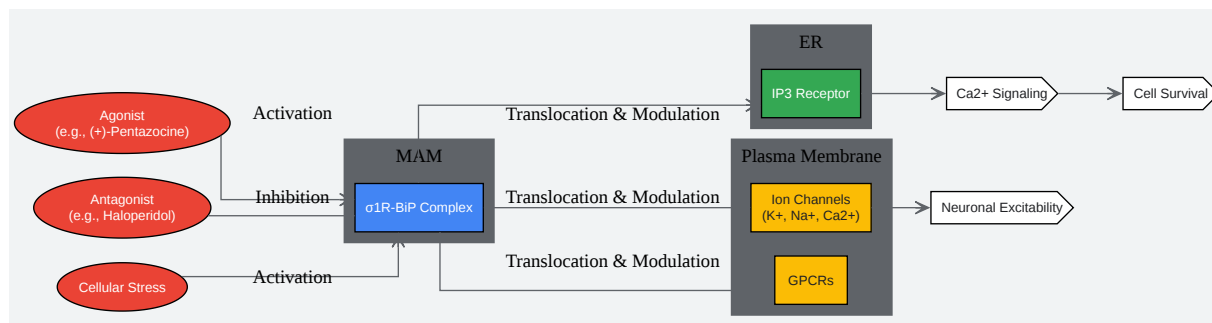 ER
IP3 Receptor
Ca2+ Signaling
Cell Survival
Agonist
(e.g., (+)-Pentazocine)
Activation
Translocation & Modulation
MAM
Plasma Membrane
Antagonist
(e.g., Haloperidol)
Inhibition
σ1R-BiP Complex
Translocation & Modulation
Ion Channels
(K+, Na+, Ca2+)
Neuronal Excitability
Cellular Stress
Activation
Translocation & Modulation
GPCRs